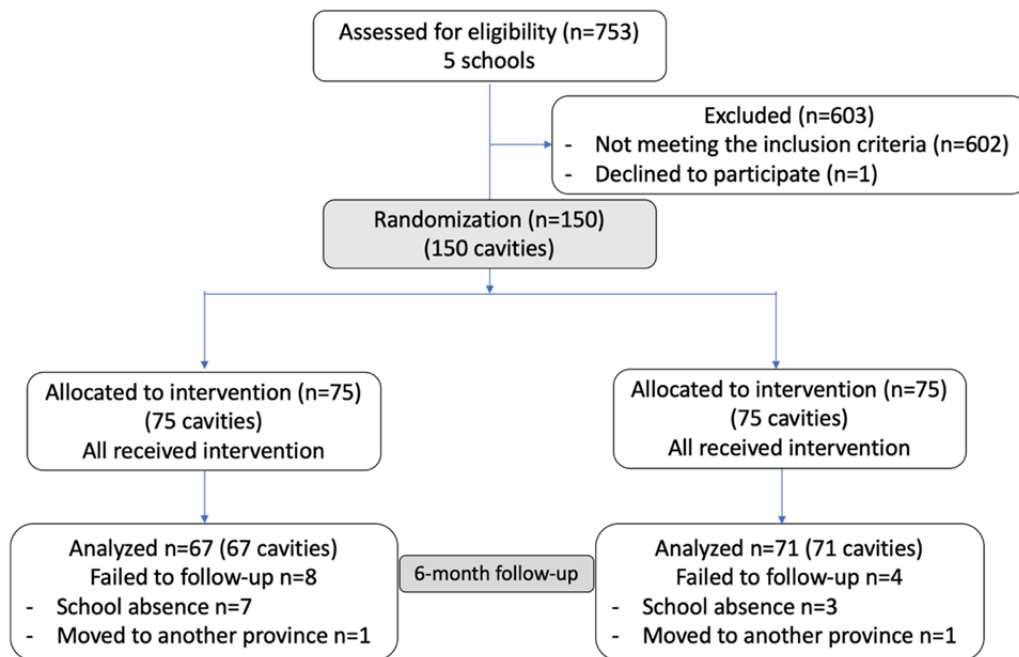 Assessed for eligibility (n=753)
5 schools
Excluded (n=603)
- Not meeting the inclusion criteria (n=602)
- Declined to participate (n=1)
Randomization (n=150)
(150 cavities)
Allocated to intervention (n=75)
(75 cavities)
All received intervention
Allocated to intervention (n=75)
(75 cavities)
All received intervention
Analyzed n=67 (67 cavities)
Failed to follow-up n=8
- School absence n=7
- Moved to another province n=1
6-month follow-up
Analyzed n=71 (71 cavities)
Failed to follow-up n=4
- School absence n=3
- Moved to another province n=1